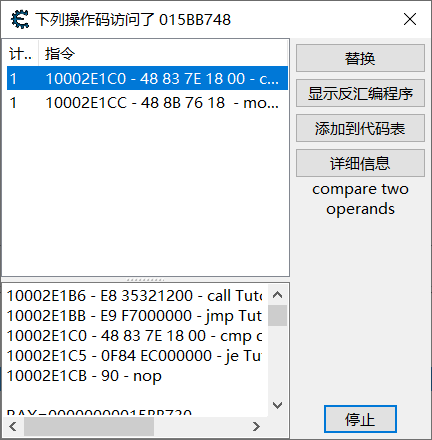 下列操作码访问了 015BB748
计.. 指令
1 10002E1C0 - 48 83 7E 18 00 - c...
1 10002E1CC - 48 8B 76 18 - mo...
替换
显示反汇编程序
添加到代码表
详细信息
compare two
operands
10002E1B6 - E8 35321200 - call Tuto
10002E1BB - E9 F7000000 - jmp Tut
10002E1C0 - 48 83 7E 18 00 - cmp c
10002E1C5 - 0F84 EC000000 - je Tut
10002E1CB - 90 - nop
停止